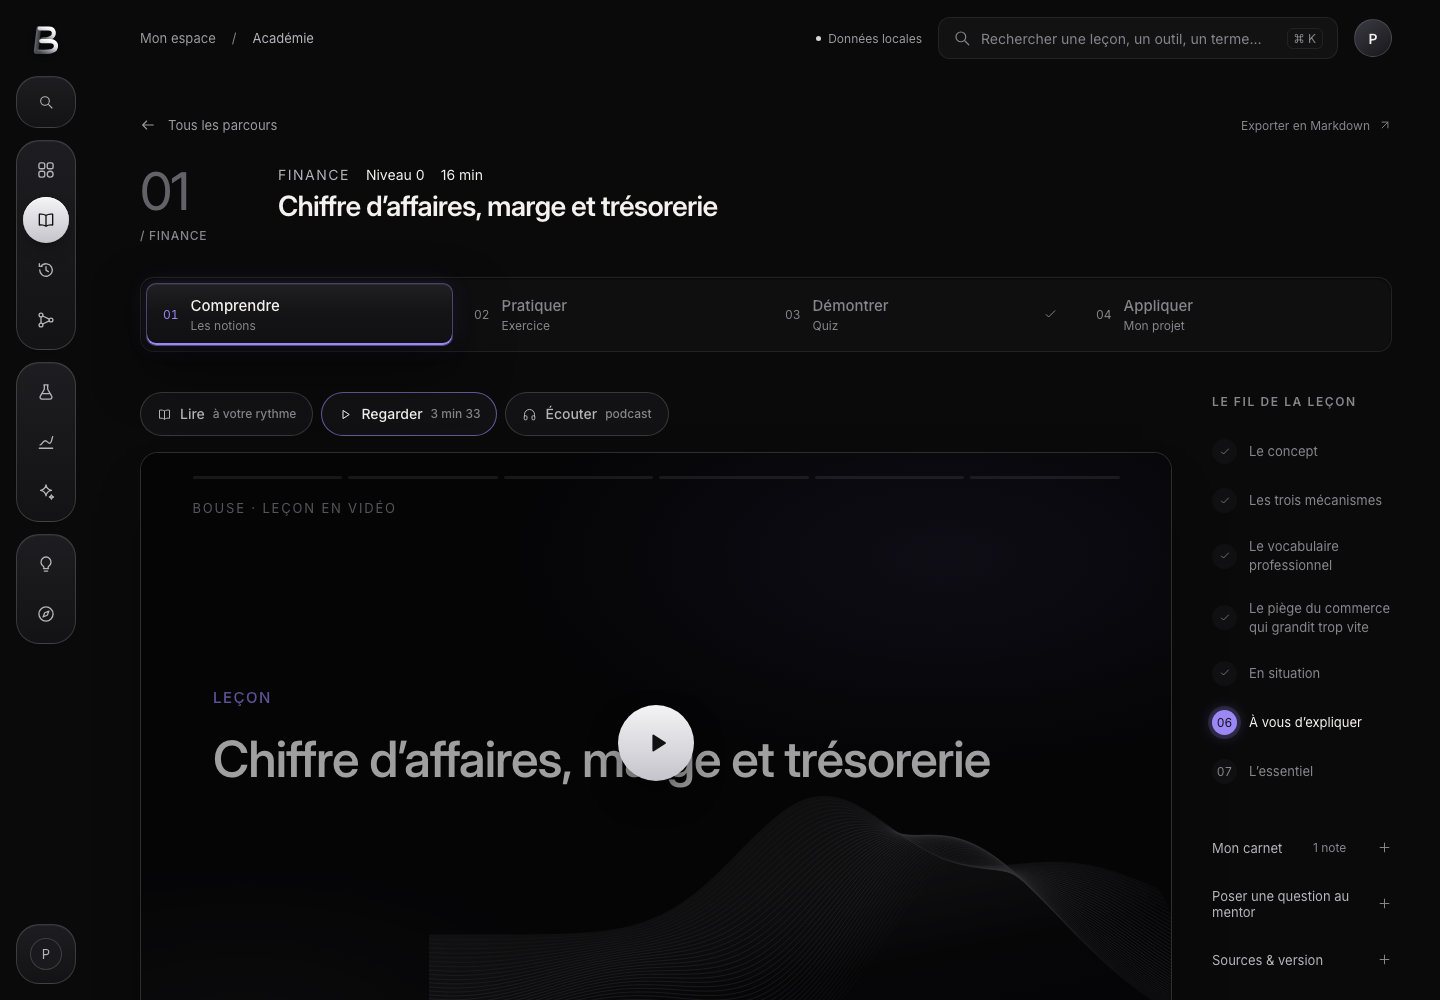 B
Mon espace / Académie
Données locales
Rechercher une leçon, un outil, un terme...
⌘ K
P
Tous les parcours
Exporter en Markdown
01
/ FINANCE
FINANCE Niveau 0 16 min
Chiffre d’affaires, marge et trésorerie
01 Comprendre
Les notions
02 Pratiquer
Exercice
03 Démontrer
Quiz
04 Appliquer
Mon projet
Lire à votre rythme
Regarder 3 min 33
Écouter podcast
BOUSE · LEÇON EN VIDÉO
LEÇON
Chiffre d’affaires, marge et trésorerie
LE FIL DE LA LEÇON
Le concept
Les trois mécanismes
Le vocabulaire
professionnel
Le piège du commerce
qui grandit trop vite
En situation
06 À vous d’expliquer
07 L’essentiel
Mon carnet 1 note
Poser une question au
mentor
Sources & version
P